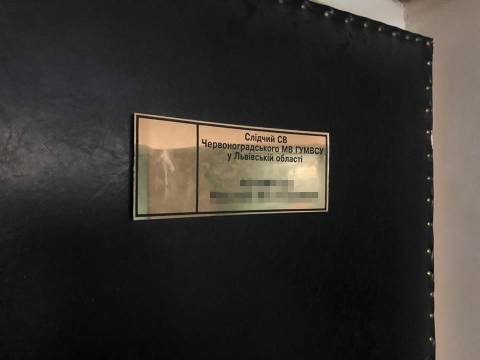 Слідчий СВ
Червоноградського МВ ГУМВСУ
у Львівській області